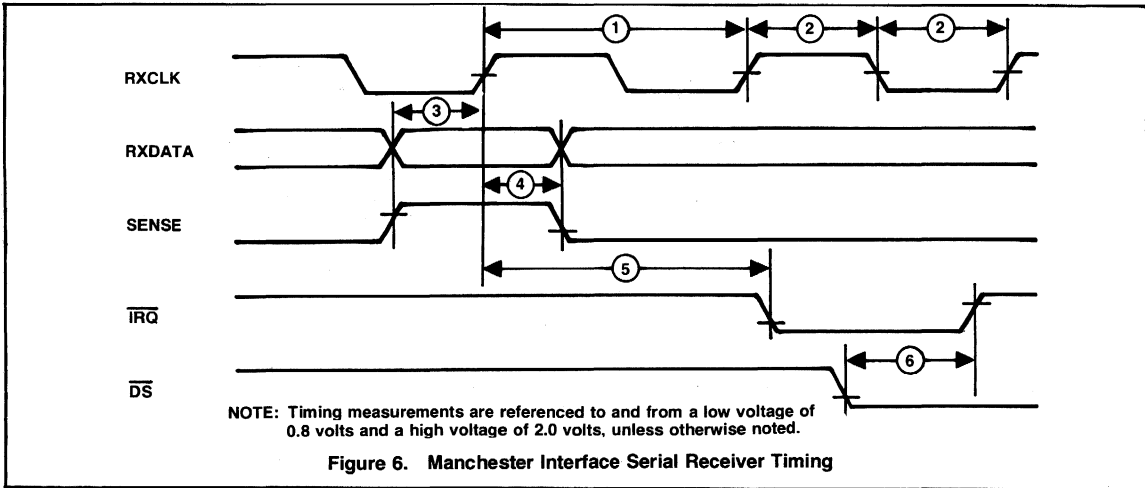 1 2 2
RXCLK
3
RXDATA
4
SENSE
5
IRQ
6
DS
NOTE: Timing measurements are referenced to and from a low voltage of
0.8 volts and a high voltage of 2.0 volts, unless otherwise noted.
Figure 6. Manchester Interface Serial Receiver Timing